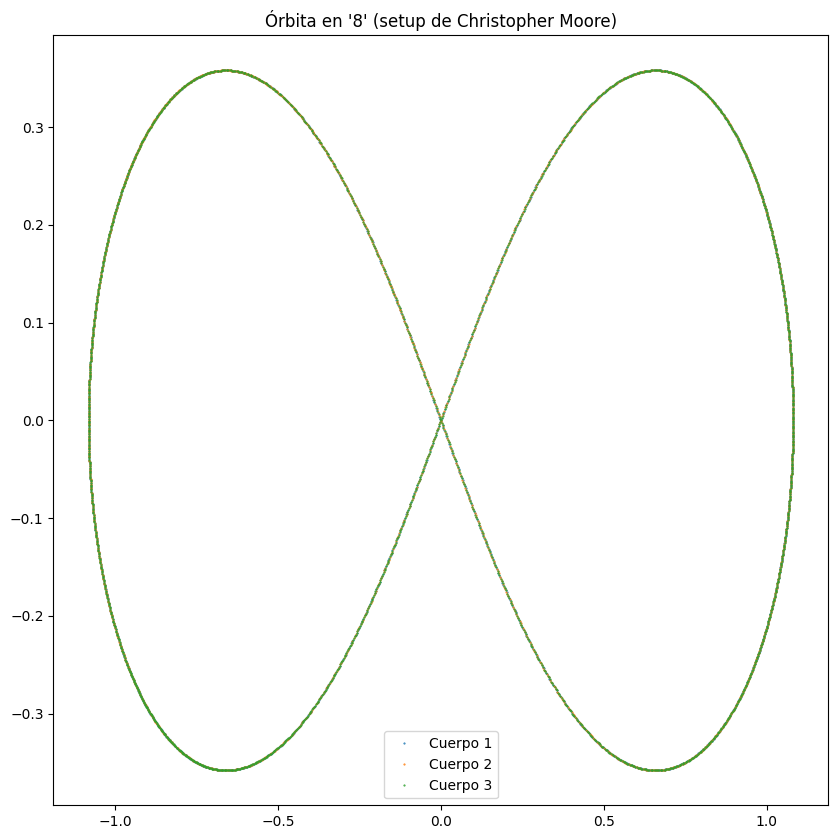 Órbita en '8' (setup de Christopher Moore)
0.3
0.2
0.1
0.0
−0.1
−0.2
−0.3
Cuerpo 1
Cuerpo 2
Cuerpo 3
−1.0 −0.5 0.0 0.5 1.0